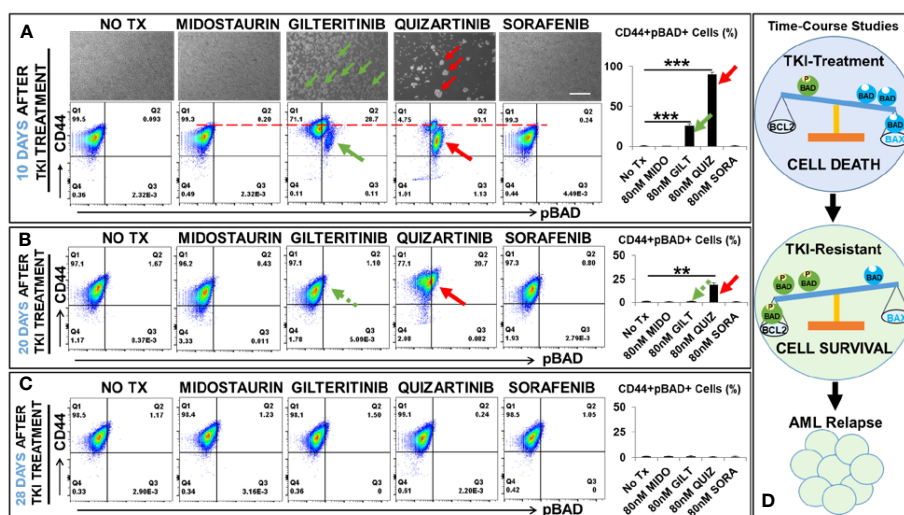 A
NO TX
MIDOSTAURIN
GILTERITINIB
QUIZARTINIB
SORAFENIB
10 DAYS AFTER
TKI TREATMENT
CD44
Q1
99.5
Q2
0.093
Q4
0.36
Q3
2.32E-3
Q1
99.3
Q2
0.20
Q4
0.49
Q3
2.32E-3
Q1
71.1
Q2
28.7
Q4
0.11
Q3
0.11
Q1
4.75
Q2
93.1
Q4
1.01
Q3
1.13
Q1
99.3
Q2
0.24
Q4
0.44
Q3
4.49E-3
pBAD
CD44+pBAD+ Cells (%)
100
50
0
***
***
No Tx
80nM MIDO
80nM GILT
80nM QUIZ
80nM SORA
B
NO TX
MIDOSTAURIN
GILTERITINIB
QUIZARTINIB
SORAFENIB
20 DAYS AFTER
TKI TREATMENT
CD44
Q1
97.1
Q2
1.67
Q4
1.17
Q3
Q1
96.2
Q2
0.43
Q4
3.33
Q3
0.011
Q1
97.1
Q2
1.10
Q4
1.78
Q3
5.09E-3
Q1
77.1
Q2
20.7
Q4
2.08
Q3
0.082
Q1
97.3
Q2
0.80
Q4
1.93
Q3
2.79E-3
pBAD
CD44+pBAD+ Cells (%)
50
25
0
**
No Tx
80nM MIDO
80nM GILT
80nM QUIZ
80nM SORA
C
NO TX
MIDOSTAURIN
GILTERITINIB
QUIZARTINIB
SORAFENIB
28 DAYS AFTER
TKI TREATMENT
CD44
Q1
98.5
Q2
1.17
Q4
0.33
Q3
2.90E-3
Q1
98.4
Q2
1.23
Q4
0.34
Q3
3.16E-3
Q1
98.1
Q2
1.50
Q4
0.36
Q3
0
Q1
99.1
Q2
0.24
Q4
0.61
Q3
2.20E-3
Q1
98.5
Q2
1.05
Q4
0.42
Q3
0
pBAD
CD44+pBAD+ Cells (%)
50
25
0
No Tx
80nM MIDO
80nM GILT
80nM QUIZ
80nM SORA
Time-Course Studies
TKI-Treatment
P
BAD
BAD
BAD
BAD
BCL2
BAX
CELL DEATH
TKI-Resistant
P
BAD
P
BAD
BAD
P
BAD
BCL2
BAX
CELL SURVIVAL
AML Relapse
D